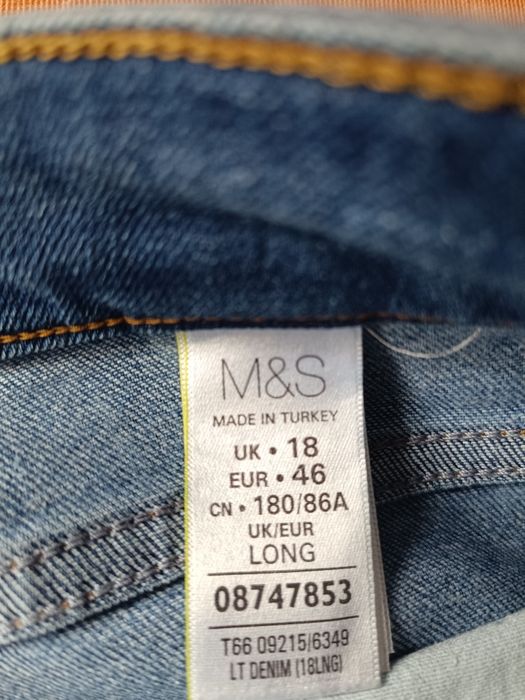 M&S
MADE IN TURKEY
UK • 18
EUR • 46
CN • 180/86A
UK/EUR
LONG
08747853
T66 09215/6349
LT DENIM (18LNG)